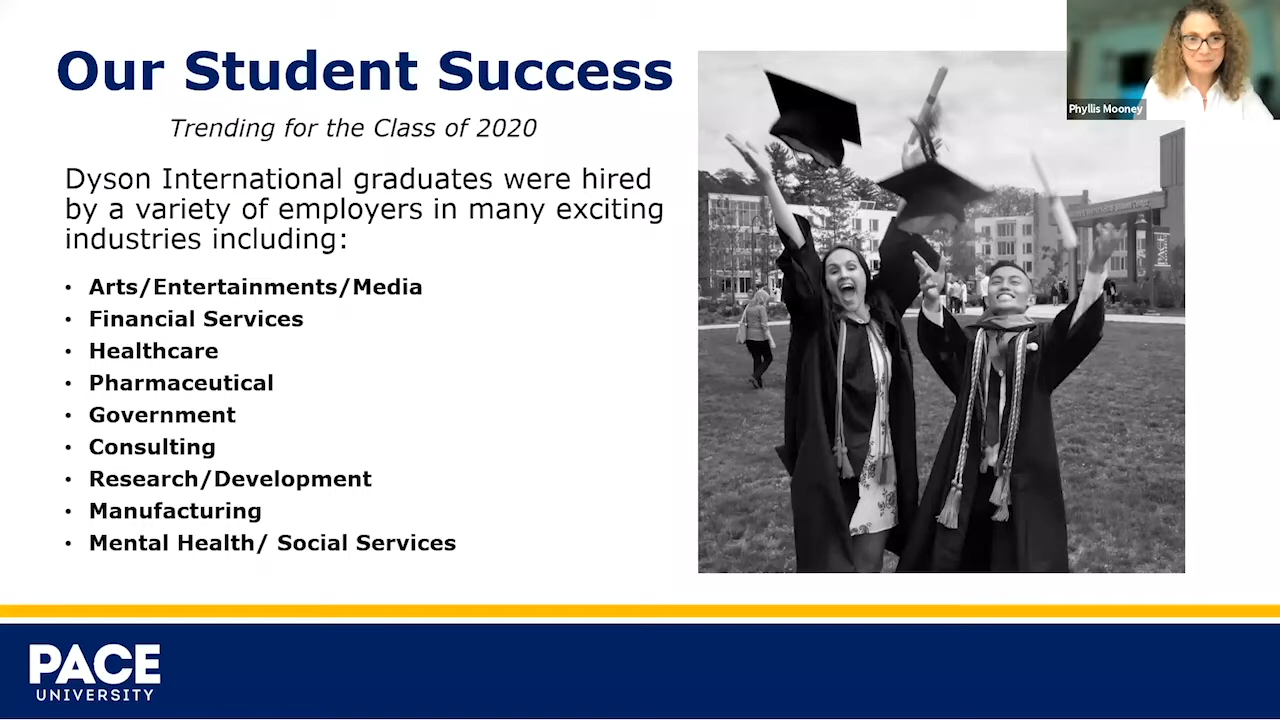 Our Student Success
Trending for the Class of 2020
Dyson International graduates were hired
by a variety of employers in many exciting
industries including:
• Arts/Entertainments/Media
• Financial Services
• Healthcare
• Pharmaceutical
• Government
• Consulting
• Research/Development
• Manufacturing
• Mental Health/ Social Services
Phyllis Mooney
PACE
PACE
UNIVERSITY